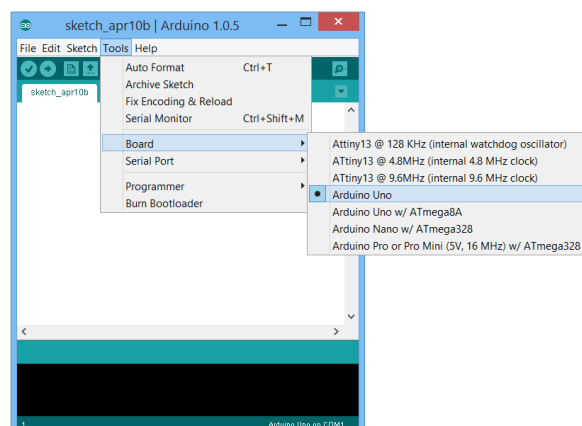 sketch_apr10b | Arduino 1.0.5
File Edit Sketch Tools Help
sketch_apr10b
Auto Format Ctrl+T
Archive Sketch
Fix Encoding & Reload
Serial Monitor Ctrl+Shift+M
Board
Serial Port
Programmer
Burn Bootloader
Attiny13 @ 128 KHz (internal watchdog oscillator)
ATtiny13 @ 4.8MHz (internal 4.8 MHz clock)
ATtiny13 @ 9.6MHz (internal 9.6 MHz clock)
Arduino Uno
Arduino Uno w/ ATmega8A
Arduino Nano w/ ATmega328
Arduino Pro or Pro Mini (5V, 16 MHz) w/ ATmega328
1 Arduino Uno on COM1